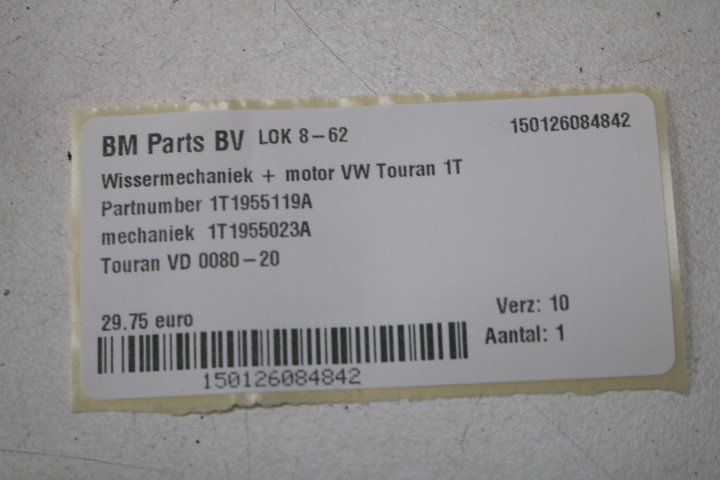 BM Parts BV LOK 8-62 150126084842
Wissermechaniek + motor VW Touran 1T
Partnumber 1T1955119A
mechaniek 1T1955023A
Touran VD 0080-20
29.75 euro
Verz: 10
Aantal: 1
150126084842